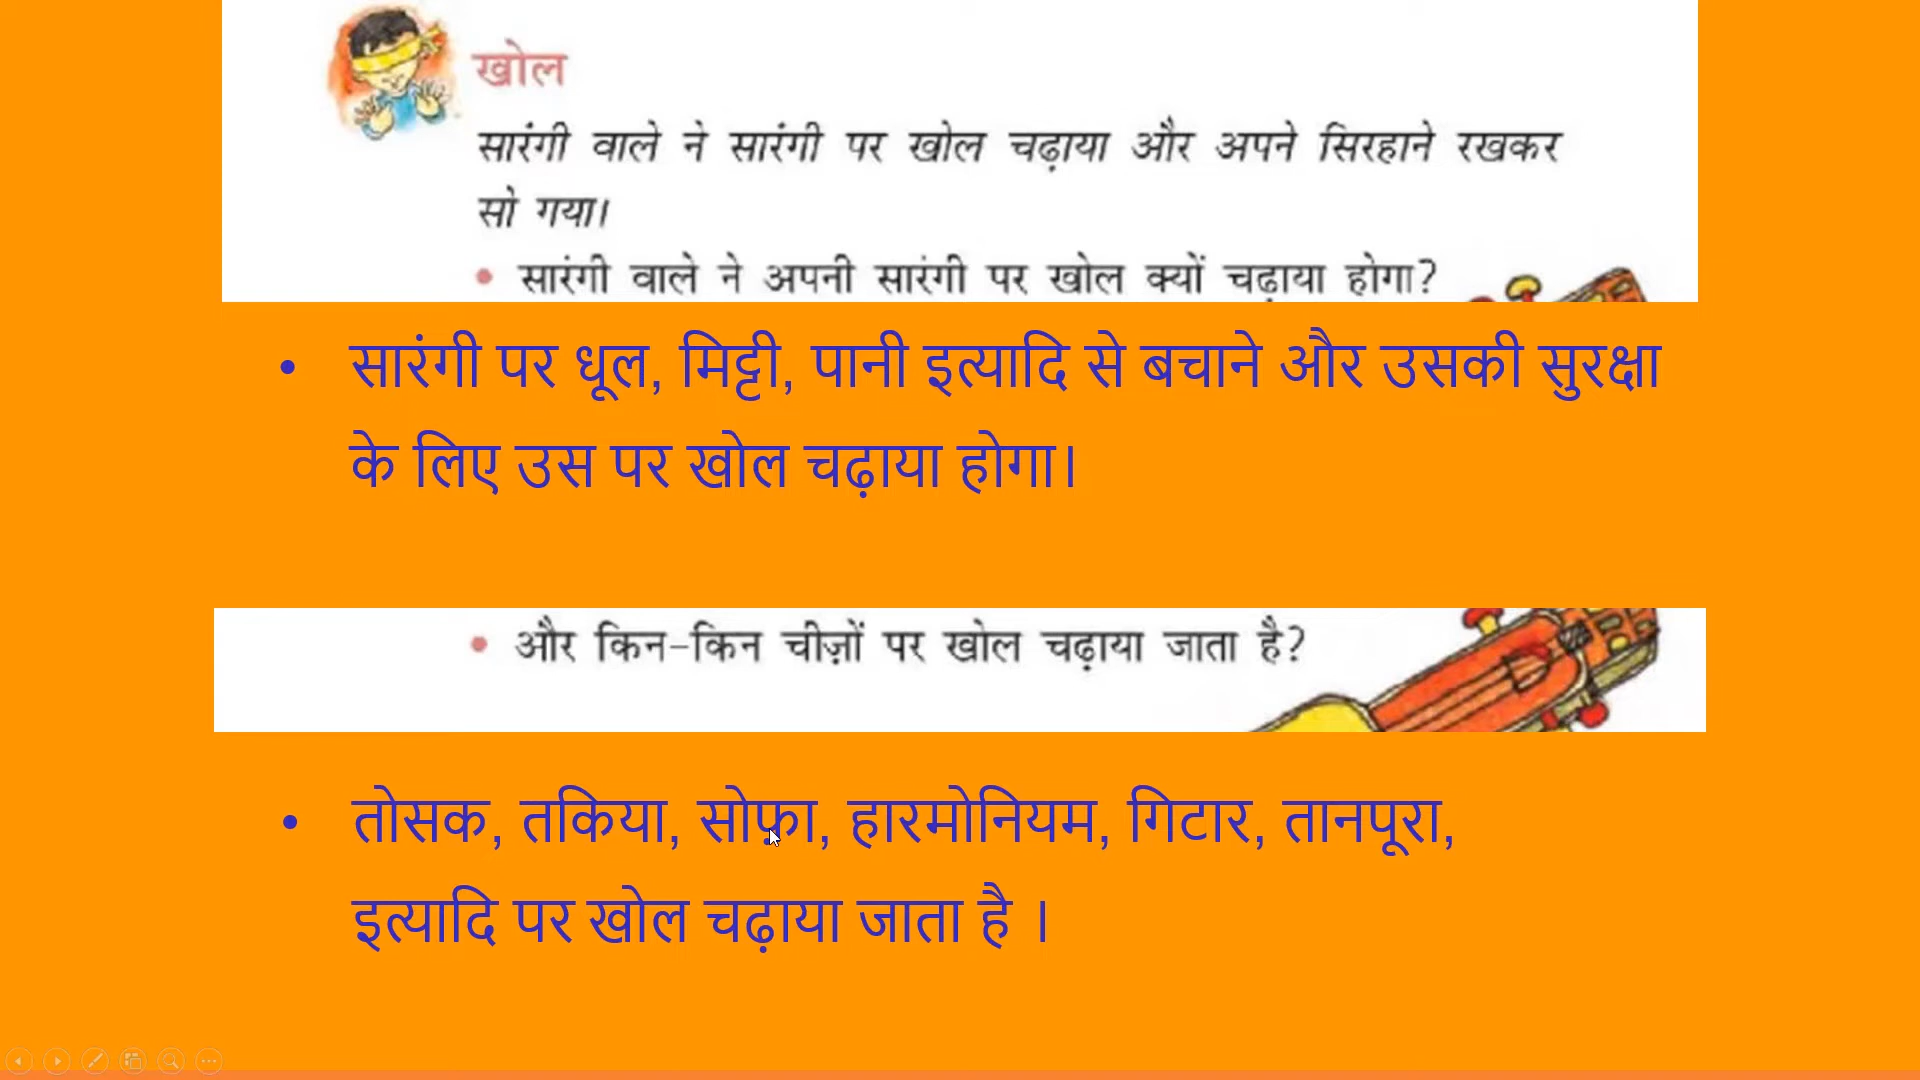 खोल
सारंगी वाले ने सारंगी पर खोल चढ़ाया और अपने सिरहाने रखकर
सो गया।
• सारंगी वाले ने अपनी सारंगी पर खोल क्यों चढ़ाया होगा?
• सारंगी पर धूल, मिट्टी, पानी इत्यादि से बचाने और उसकी सुरक्षा
के लिए उस पर खोल चढ़ाया होगा।
• और किन-किन चीज़ों पर खोल चढ़ाया जाता है?
• तोसक, तकिया, सोफ़ा, हारमोनियम, गिटार, तानपूरा,
इत्यादि पर खोल चढ़ाया जाता है ।